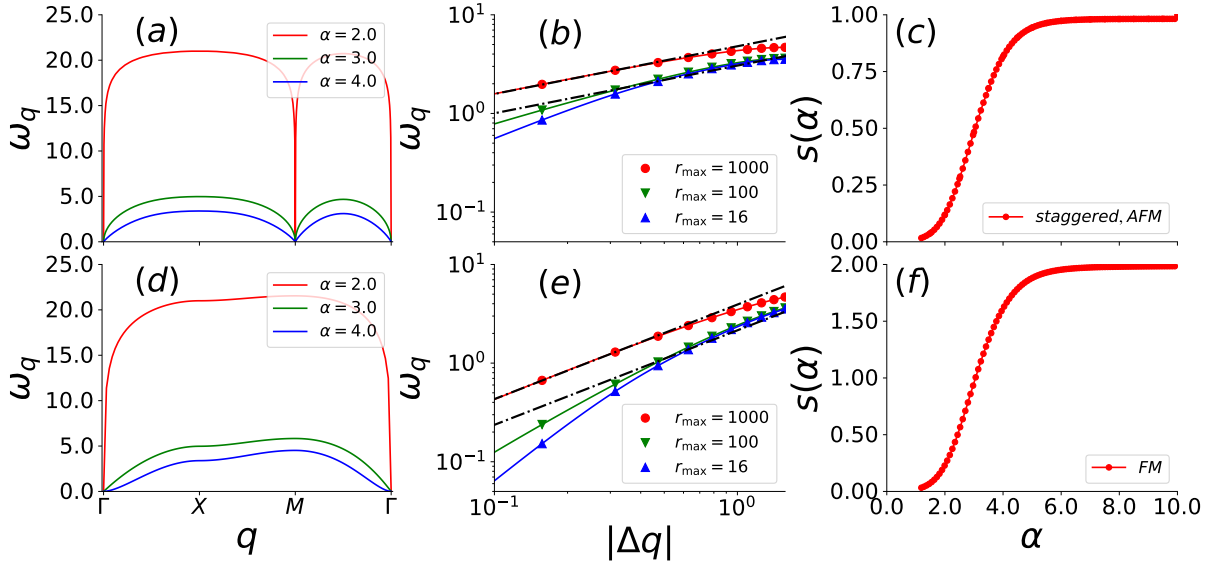 (a)
α = 2.0
α = 3.0
α = 4.0
25.0
20.0
15.0
10.0
5.0
0.0
ω_q
(b)
10^1
10^0
10^−1
ω_q
r_max = 1000
r_max = 100
r_max = 16
(c)
1.00
0.75
0.50
0.25
0.00
s(α)
staggered, AFM
(d)
α = 2.0
α = 3.0
α = 4.0
25.0
20.0
15.0
10.0
5.0
0.0
ω_q
Γ X M Γ
q
(e)
10^1
10^0
10^−1
ω_q
r_max = 1000
r_max = 100
r_max = 16
10^−1 10^0
|Δq|
(f)
2.00
1.50
1.00
0.50
0.00
s(α)
FM
0.0 2.0 4.0 6.0 8.0 10.0
α